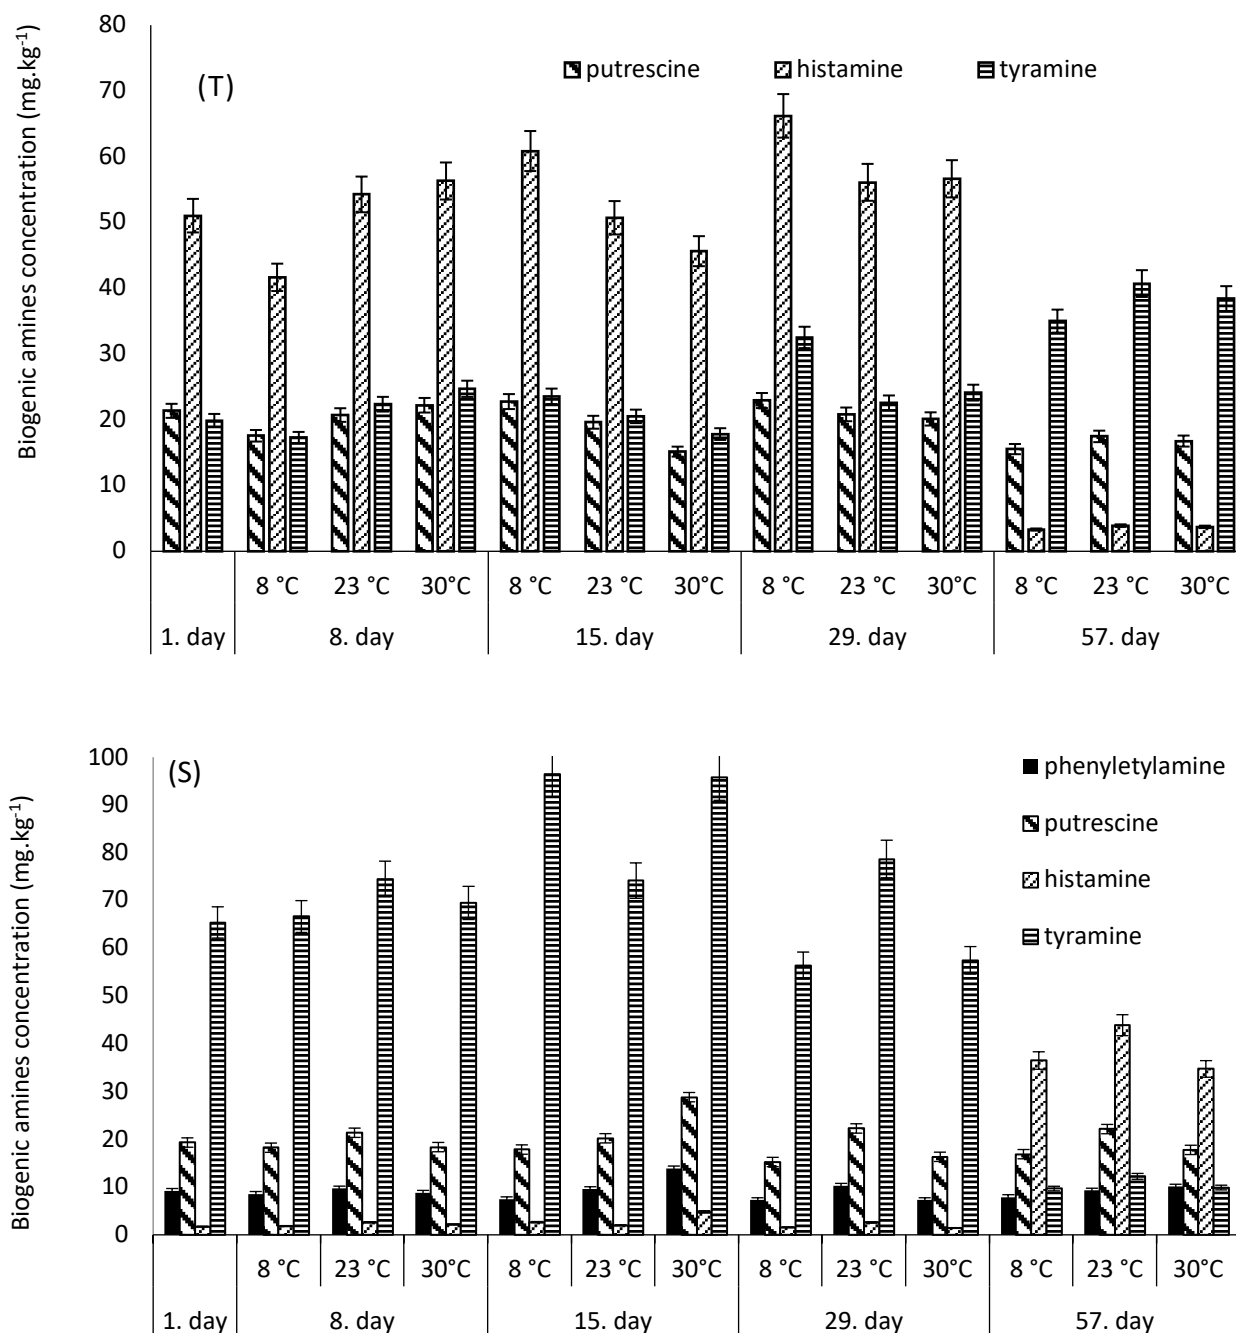 Biogenic amines concentration (mg.kg-1)
80
70
60
50
40
30
20
10
0
(T)
putrescine histamine tyramine
8 °C 23 °C 30°C 8 °C 23 °C 30°C 8 °C 23 °C 30°C 8 °C 23 °C 30°C
1. day 8. day 15. day 29. day 57. day
Biogenic amines concentration (mg.kg-1)
100
90
80
70
60
50
40
30
20
10
0
(S)
phenyletylamine
putrescine
histamine
tyramine
8 °C 23 °C 30°C 8 °C 23 °C 30°C 8 °C 23 °C 30°C 8 °C 23 °C 30°C
1. day 8. day 15. day 29. day 57. day